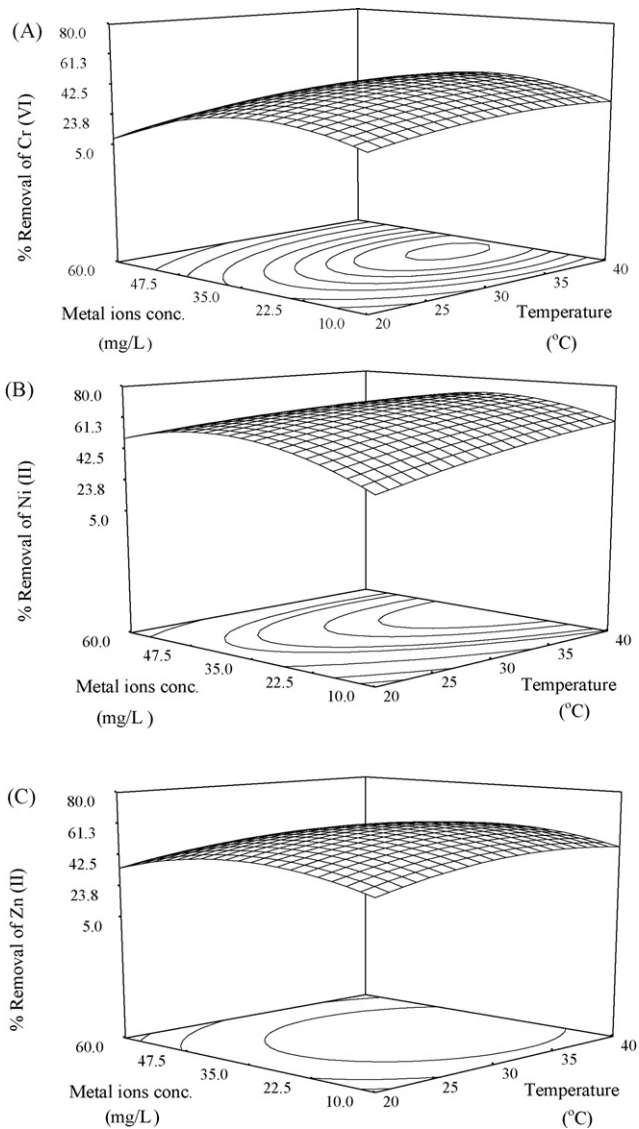 (A)
80.0
61.3
42.5
23.8
5.0
% Removal of Cr (VI)
60.0
47.5
35.0
22.5
10.0
Metal ions conc.
(mg/L)
20
25
30
35
40
Temperature
(°C)
(B)
80.0
61.3
42.5
23.8
5.0
% Removal of Ni (II)
60.0
47.5
35.0
22.5
10.0
Metal ions conc.
(mg/L)
20
25
30
35
40
Temperature
(°C)
(C)
80.0
61.3
42.5
23.8
5.0
% Removal of Zn (II)
60.0
47.5
35.0
22.5
10.0
Metal ions conc.
(mg/L)
20
25
30
35
40
Temperature
(°C)